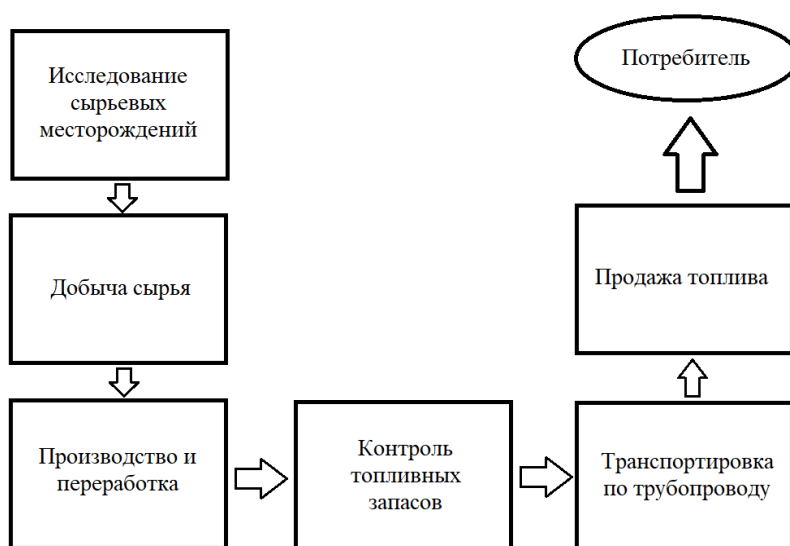 Исследование
сырьевых
месторождений
Добыча сырья
Производство и
переработка
Контроль
топливных
запасов
Транспортировка
по трубопроводу
Продажа топлива
Потребитель